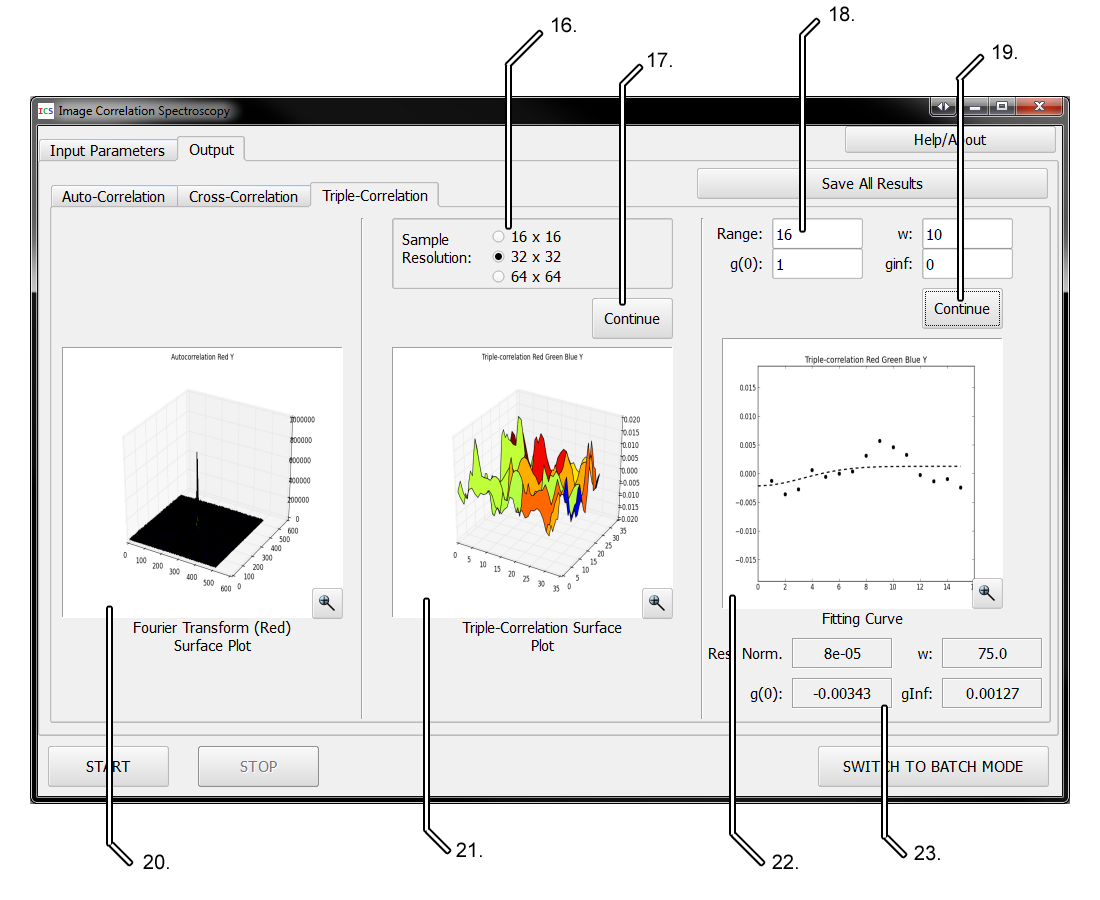 16.
17.
18.
19.
ICS Image Correlation Spectroscopy
Input Parameters
Output
Help/About
Auto-Correlation
Cross-Correlation
Triple-Correlation
Save All Results
Sample
Resolution:
16 x 16
32 x 32
64 x 64
Continue
Range: 16
w: 10
g(0): 1
ginf: 0
Continue
Autocorrelation Red Y
1000000
800000
600000
400000
200000
0
0 100 200 300 400 500 600
0 100 200 300 400 500 600
Fourier Transform (Red)
Surface Plot
Triple-correlation Red Green Blue Y
0.020
0.015
0.010
0.005
0.000
−0.005
−0.010
−0.015
−0.020
0 5 10 15 20 25 30 35
0 5 10 15 20 25 30 35
Triple-Correlation Surface
Plot
Triple-correlation Red Green Blue Y
0.015
0.010
0.005
0.000
−0.005
−0.010
−0.015
0 2 4 6 8 10 12 14
Fitting Curve
Norm.
8e-05
w: 75.0
g(0): -0.00343
gInf: 0.00127
START
STOP
SWITCH TO BATCH MODE
20.
21.
22.
23.